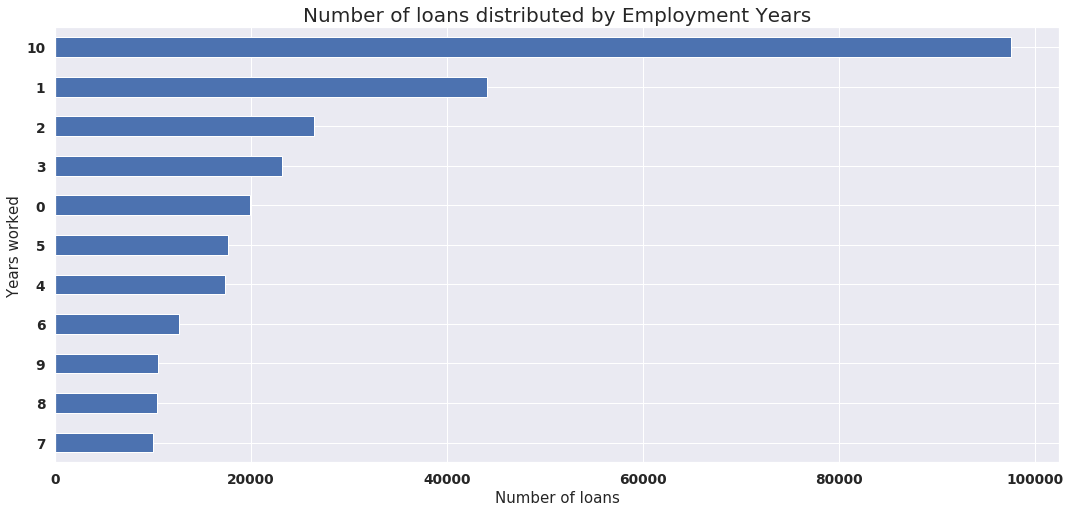 Number of loans distributed by Employment Years
10
1
2
3
0
5
4
6
9
8
7
Years worked
0 20000 40000 60000 80000 100000
Number of loans